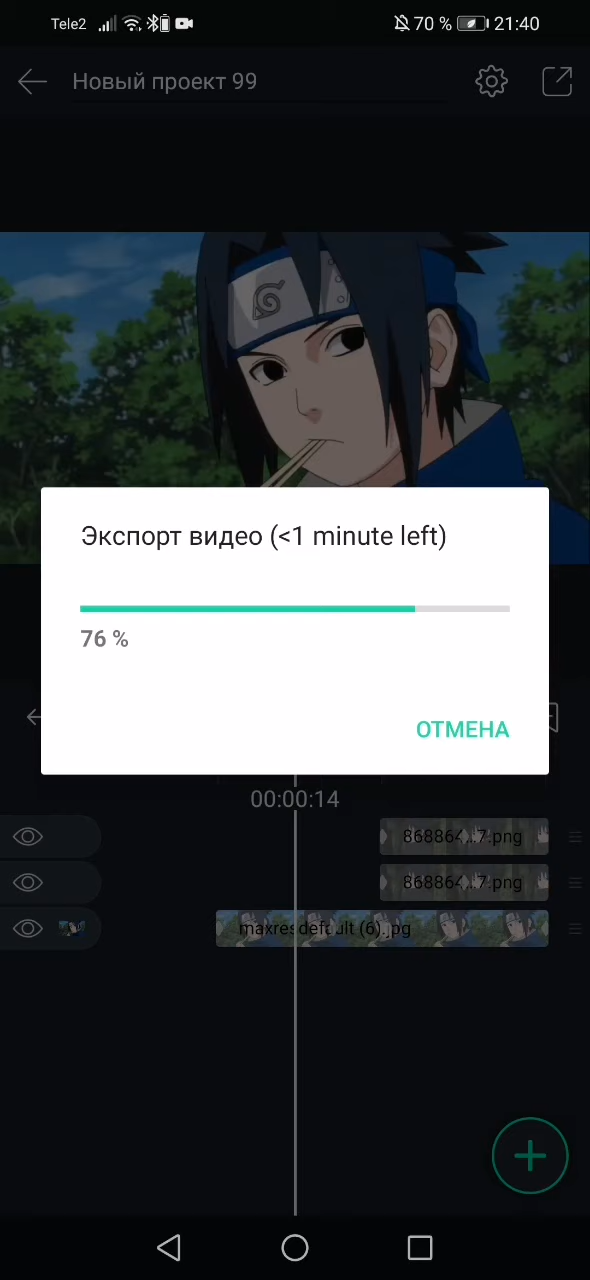 Tele2 70 % 21:40
Новый проект 99
Экспорт видео (<1 minute left)
76 %
ОТМЕНА
00:00:14
868864...7.png
868864...7.png
maxresdefault (6).jpg